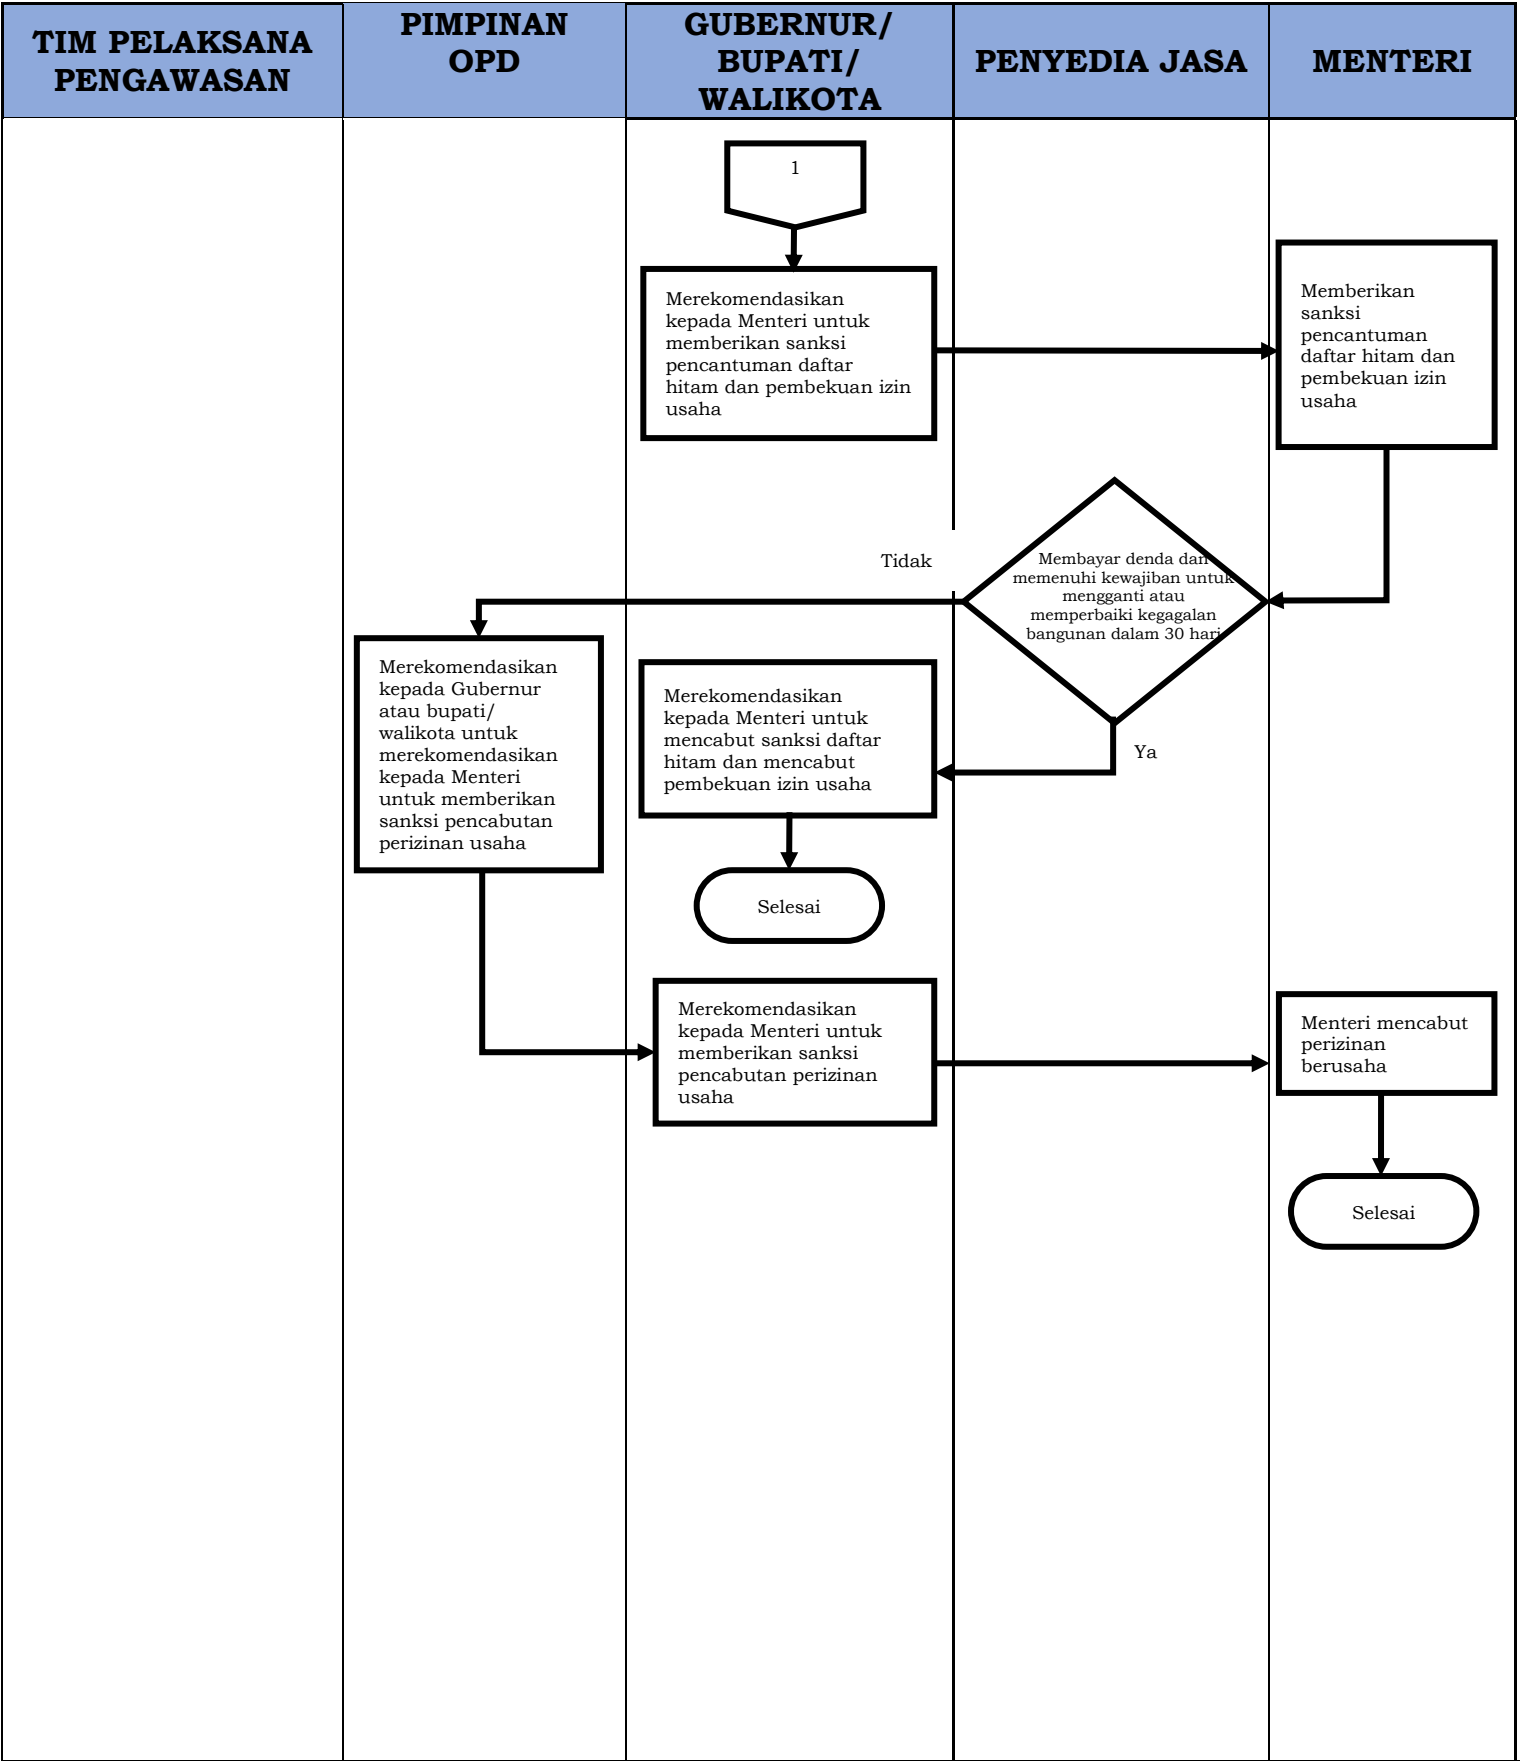 TIM PELAKSANA
PENGAWASAN
PIMPINAN
OPD
GUBERNUR/
BUPATI/
WALIKOTA
PENYEDIA JASA
MENTERI
1
Merekomendasikan
kepada Menteri untuk
memberikan sanksi
pencantuman daftar
hitam dan pembekuan izin
usaha
Memberikan
sanksi
pencantuman
daftar hitam dan
pembekuan izin
usaha
Tidak
Membayar denda dan
memenuhi kewajiban untuk
mengganti atau
memperbaiki kegagalan
bangunan dalam 30 hari
Ya
Merekomendasikan
kepada Gubernur
atau bupati/
walikota untuk
merekomendasikan
kepada Menteri
untuk memberikan
sanksi pencabutan
perizinan usaha
Merekomendasikan
kepada Menteri untuk
mencabut sanksi daftar
hitam dan mencabut
pembekuan izin usaha
Selesai
Merekomendasikan
kepada Menteri untuk
memberikan sanksi
pencabutan perizinan
usaha
Menteri mencabut
perizinan
berusaha
Selesai